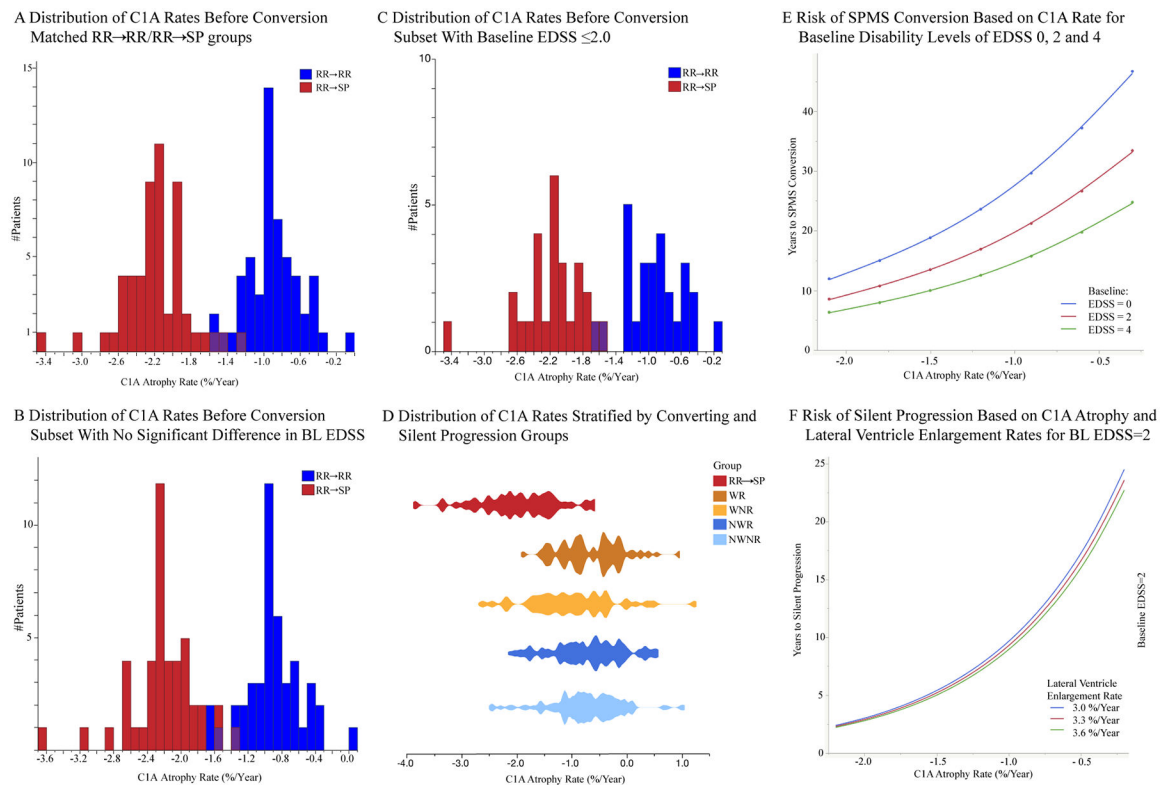 A Distribution of C1A Rates Before Conversion
Matched RR→RR/RR→SP groups
15
10
5
1
#Patients
RR→RR
RR→SP
-3.4 -3.0 -2.6 -2.2 -1.8 -1.4 -1.0 -0.6 -0.2
C1A Atrophy Rate (%/Year)
B Distribution of C1A Rates Before Conversion
Subset With No Significant Difference in BL EDSS
10
5
#Patients
RR→RR
RR→SP
-3.6 -3.2 -2.8 -2.4 -2.0 -1.6 -1.2 -0.8 -0.4 0.0
C1A Atrophy Rate (%/Year)
C Distribution of C1A Rates Before Conversion
Subset With Baseline EDSS ≤2.0
10
5
0
#Patients
RR→RR
RR→SP
-3.4 -3.0 -2.6 -2.2 -1.8 -1.4 -1.0 -0.6 -0.2
C1A Atrophy Rate (%/Year)
D Distribution of C1A Rates Stratified by Converting and
Silent Progression Groups
Group
RR→SP
WR
WNR
NWR
NWNR
-4.0 -3.0 -2.0 -1.0 0.0 1.0
C1A Atrophy Rate (%/Year)
E Risk of SPMS Conversion Based on C1A Rate for
Baseline Disability Levels of EDSS 0, 2 and 4
50
40
30
20
10
0
Years to SPMS Conversion
Baseline:
EDSS = 0
EDSS = 2
EDSS = 4
-2.0 -1.5 -1.0 -0.5
C1A Atrophy Rate (%/Year)
F Risk of Silent Progression Based on C1A Atrophy and
Lateral Ventricle Enlargement Rates for BL EDSS=2
25
20
15
10
5
0
Years to Silent Progression
Baseline EDSS=2
Lateral Ventricle
Enlargement Rate
3.0 %/Year
3.3 %/Year
3.6 %/Year
-2.0 -1.5 -1.0 -0.5
C1A Atrophy Rate (%/Year)